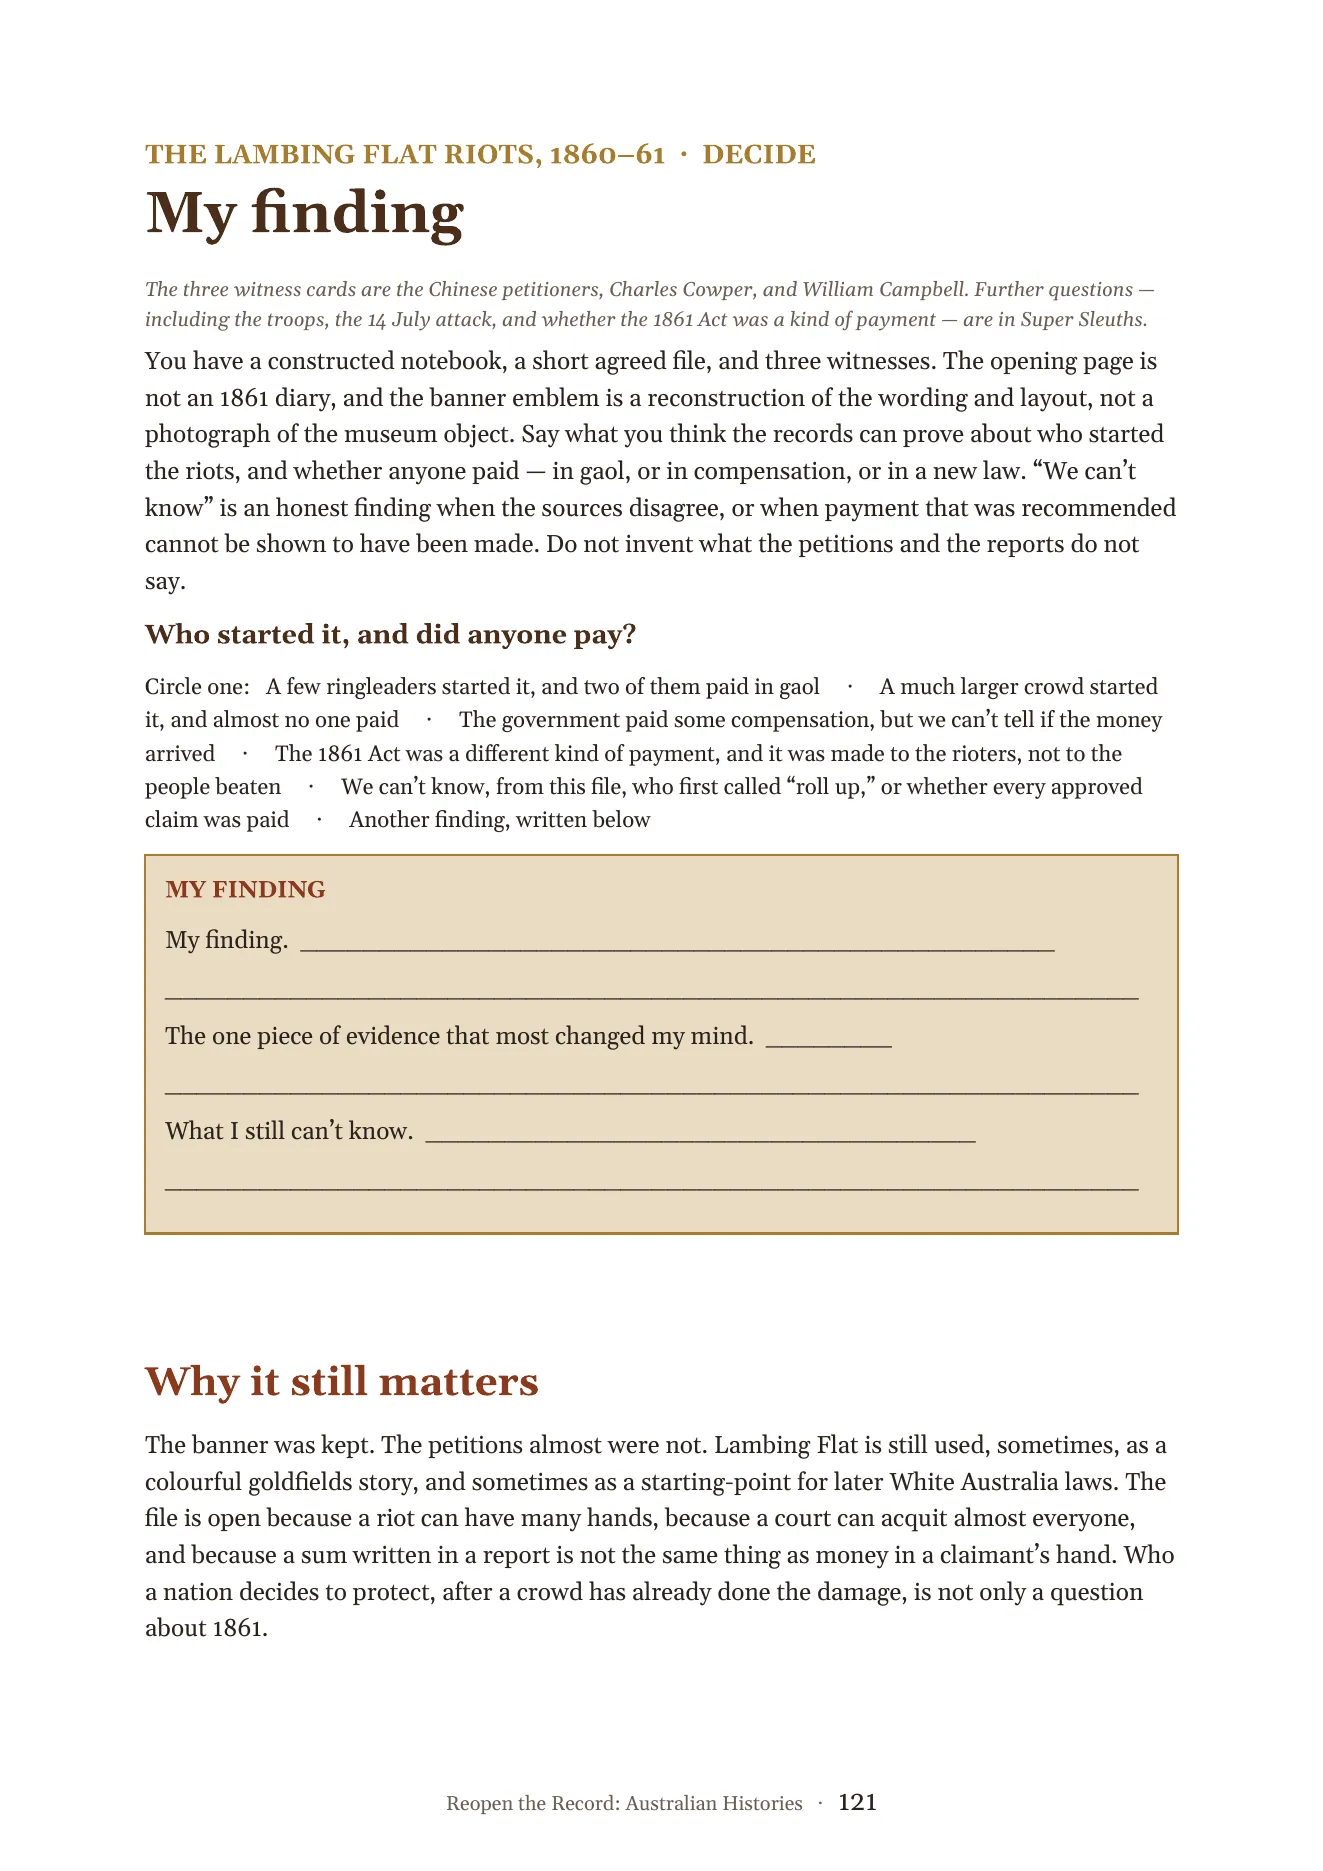 THE LAMBING FLAT RIOTS, 1860–61 · DECIDE
My finding
The three witness cards are the Chinese petitioners, Charles Cowper, and William Campbell. Further questions —
including the troops, the 14 July attack, and whether the 1861 Act was a kind of payment — are in Super Sleuths.
You have a constructed notebook, a short agreed file, and three witnesses. The opening page is
not an 1861 diary, and the banner emblem is a reconstruction of the wording and layout, not a
photograph of the museum object. Say what you think the records can prove about who started
the riots, and whether anyone paid — in gaol, or in compensation, or in a new law. “We can’t
know” is an honest finding when the sources disagree, or when payment that was recommended
cannot be shown to have been made. Do not invent what the petitions and the reports do not
say.
Who started it, and did anyone pay?
Circle one: A few ringleaders started it, and two of them paid in gaol · A much larger crowd started
it, and almost no one paid · The government paid some compensation, but we can’t tell if the money
arrived · The 1861 Act was a different kind of payment, and it was made to the rioters, not to the
people beaten · We can’t know, from this file, who first called “roll up,” or whether every approved
claim was paid · Another finding, written below
MY FINDING
My finding. ____________________________________________
____________________________________________
The one piece of evidence that most changed my mind. ________
____________________________________________
What I still can’t know. ________________________________
____________________________________________
Why it still matters
The banner was kept. The petitions almost were not. Lambing Flat is still used, sometimes, as a
colourful goldfields story, and sometimes as a starting-point for later White Australia laws. The
file is open because a riot can have many hands, because a court can acquit almost everyone,
and because a sum written in a report is not the same thing as money in a claimant’s hand. Who
a nation decides to protect, after a crowd has already done the damage, is not only a question
about 1861.
Reopen the Record: Australian Histories · 121